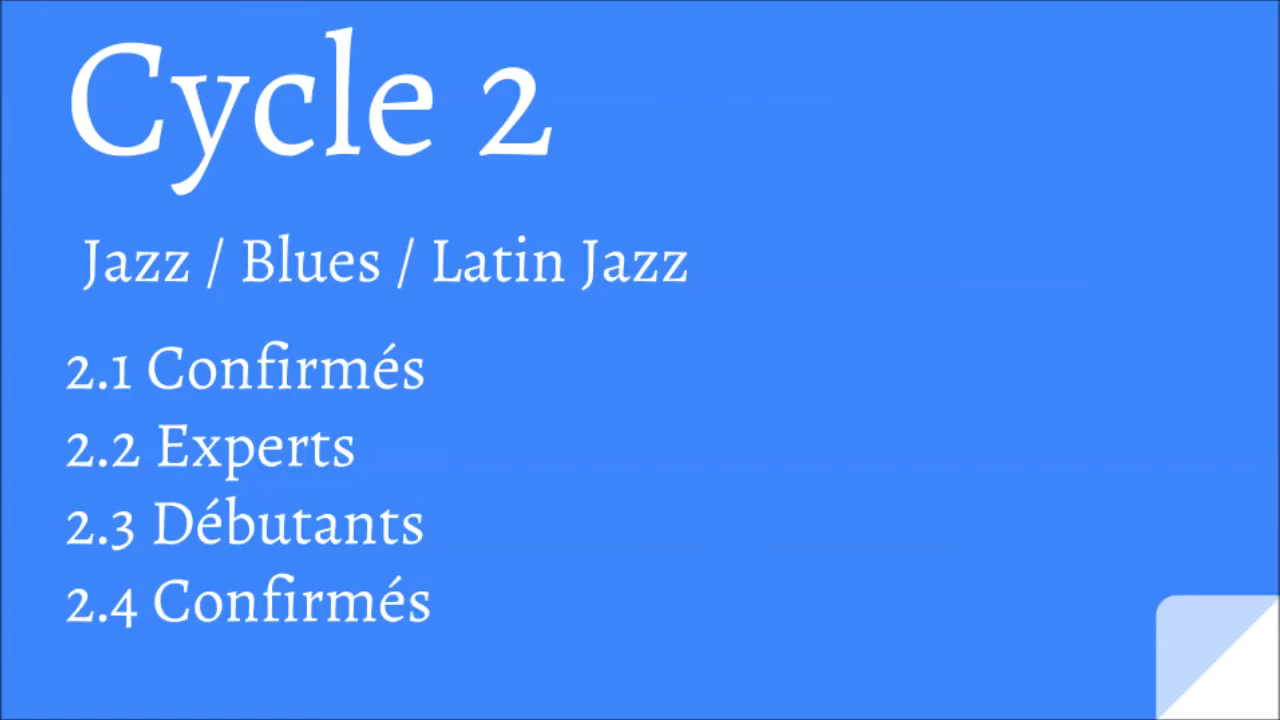 Cycle 2
Jazz / Blues / Latin Jazz
2.1 Confirmés
2.2 Experts
2.3 Débutants
2.4 Confirmés